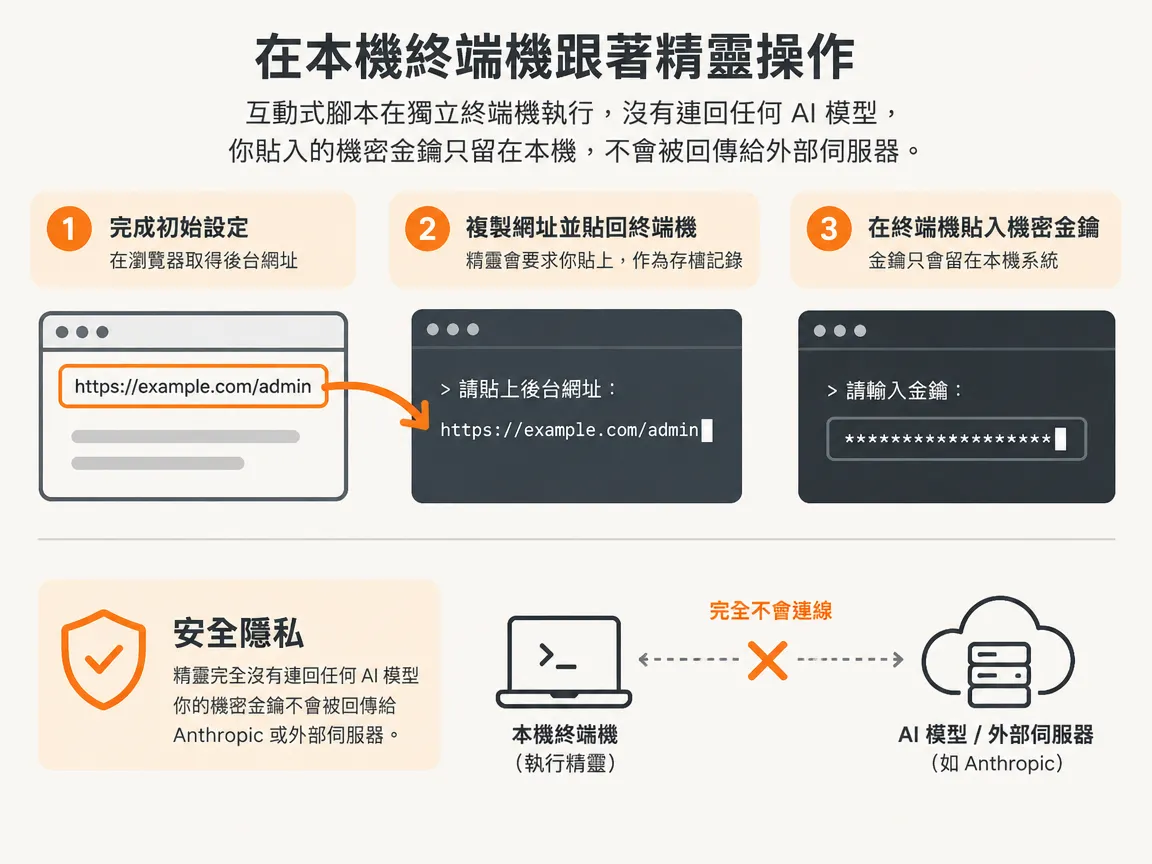 在本機終端機跟著精靈操作
互動式腳本在獨立終端機執行，沒有連回任何 AI 模型，
你貼入的機密金鑰只留在本機，不會被回傳給外部伺服器。
1 完成初始設定
在瀏覽器取得後台網址
2 複製網址並貼回終端機
精靈會要求你貼上，作為存檔記錄
3 在終端機貼入機密金鑰
金鑰只會留在本機系統
https://example.com/admin
> 請貼上後台網址：
https://example.com/admin
> 請輸入金鑰：
******************
安全隱私
精靈完全沒有連回任何 AI 模型
你的機密金鑰不會被回傳給
Anthropic 或外部伺服器。
>_
本機終端機
（執行精靈）
完全不會連線
AI 模型 / 外部伺服器
（如 Anthropic）